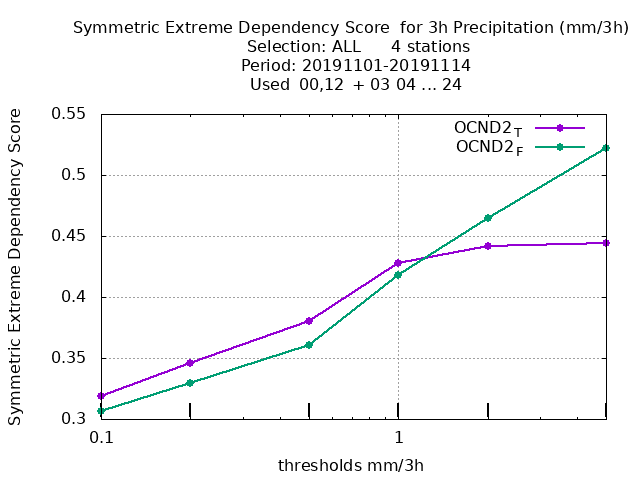 Symmetric Extreme Dependency Score  for 3h Precipitation (mm/3h)
Selection: ALL      4 stations
Period: 20191101-20191114
Used  00,12  + 03 04 ... 24
Symmetric Extreme Dependency Score
0.55
0.5
0.45
0.4
0.35
0.3
OCND2T
OCND2F
0.1
1
thresholds mm/3h